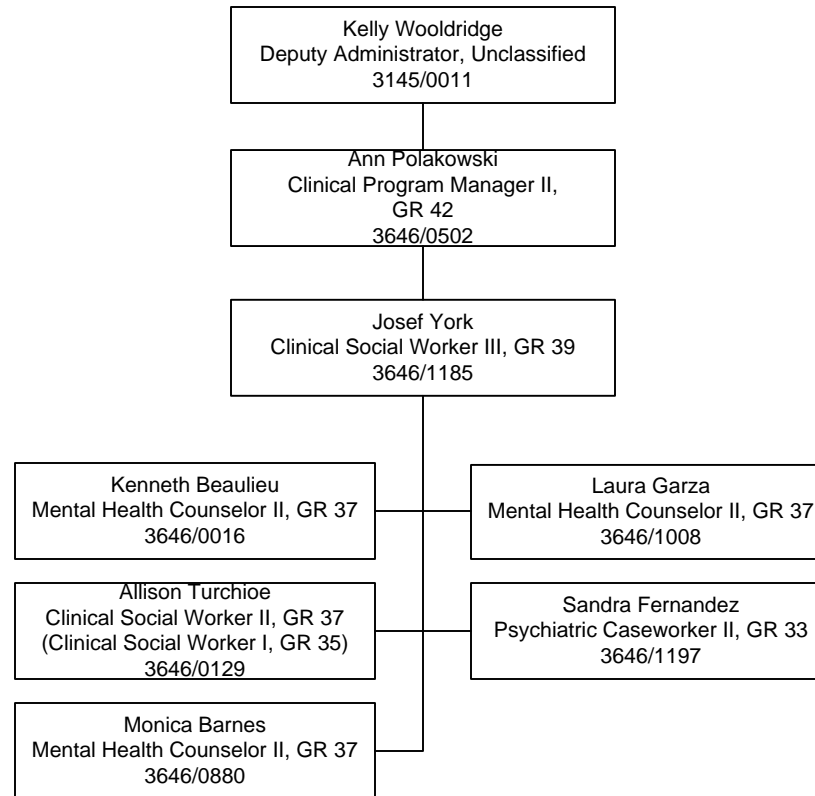 Kelly Wooldridge
Deputy Administrator, Unclassified
3145/0011
Ann Polakowski
Clinical Program Manager II,
GR 42
3646/0502
Josef York
Clinical Social Worker III, GR 39
3646/1185
Kenneth Beaulieu
Mental Health Counselor II, GR 37
3646/0016
Laura Garza
Mental Health Counselor II, GR 37
3646/1008
Allison Turchioe
Clinical Social Worker II, GR 37
(Clinical Social Worker I, GR 35)
3646/0129
Sandra Fernandez
Psychiatric Caseworker II, GR 33
3646/1197
Monica Barnes
Mental Health Counselor II, GR 37
3646/0880